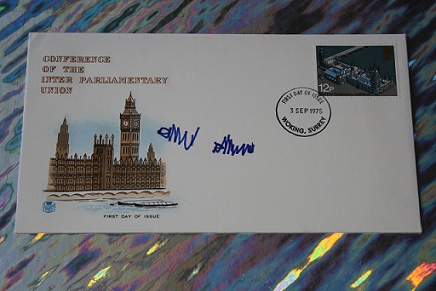 CONFERENCE
OF THE
INTER PARLIAMENTARY
UNION
12P
FIRST DAY OF ISSUE
3 SEP 1975
WOKING, SURREY
FIRST DAY OF ISSUE